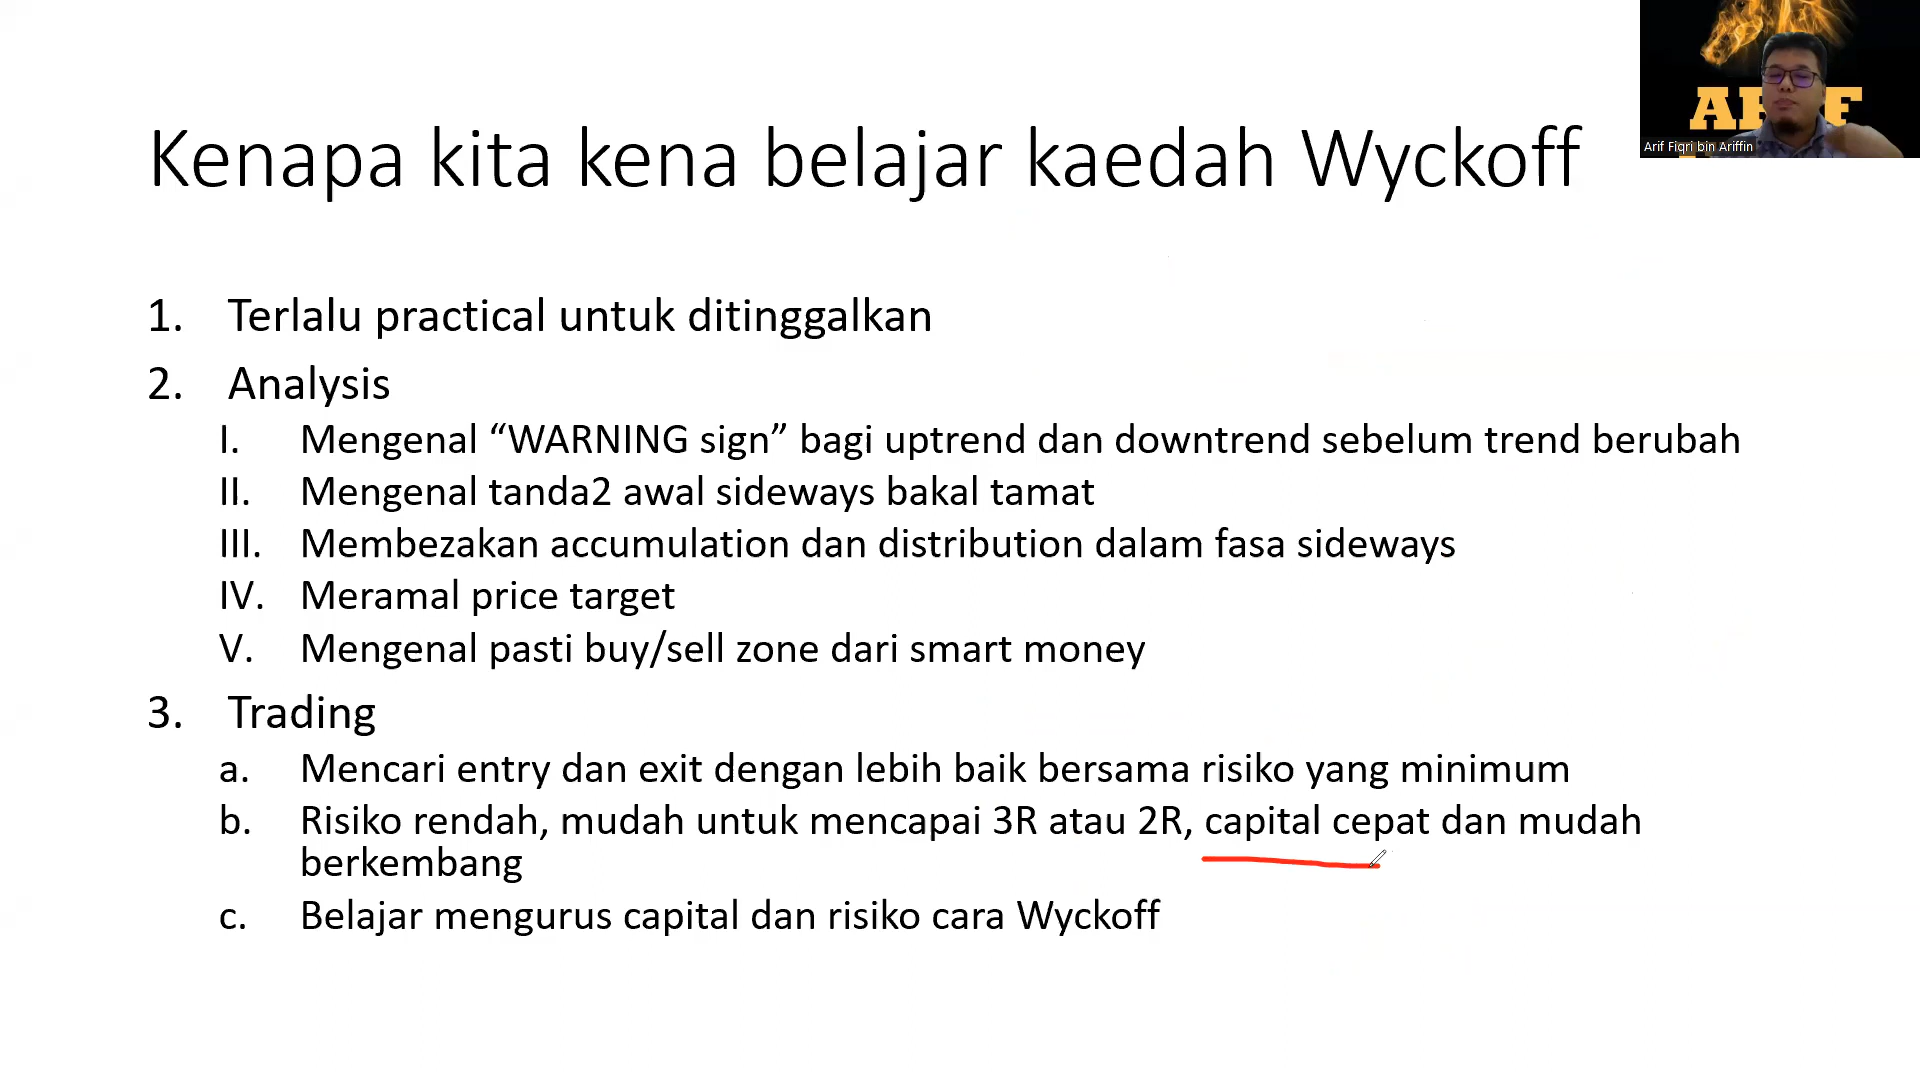 Kenapa kita kena belajar kaedah Wyckoff
Arif Fiqri bin Ariffin
1. Terlalu practical untuk ditinggalkan
2. Analysis
I. Mengenal “WARNING sign” bagi uptrend dan downtrend sebelum trend berubah
II. Mengenal tanda2 awal sideways bakal tamat
III. Membezakan accumulation dan distribution dalam fasa sideways
IV. Meramal price target
V. Mengenal pasti buy/sell zone dari smart money
3. Trading
a. Mencari entry dan exit dengan lebih baik bersama risiko yang minimum
b. Risiko rendah, mudah untuk mencapai 3R atau 2R, capital cepat dan mudah
berkembang
c. Belajar mengurus capital dan risiko cara Wyckoff